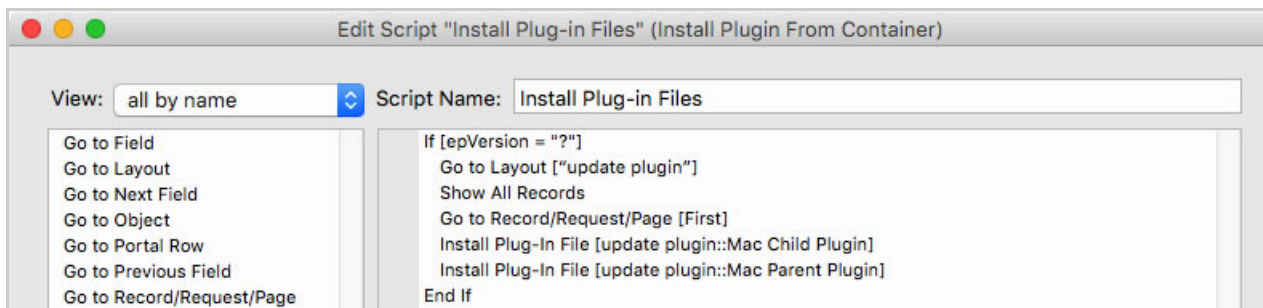 Edit Script "Install Plug-in Files" (Install Plugin From Container)
View: all by name Script Name: Install Plug-in Files
Go to Field
Go to Layout
Go to Next Field
Go to Object
Go to Portal Row
Go to Previous Field
Go to Record/Request/Page
If [epVersion = "?"]
Go to Layout [“update plugin”]
Show All Records
Go to Record/Request/Page [First]
Install Plug-In File [update plugin::Mac Child Plugin]
Install Plug-In File [update plugin::Mac Parent Plugin]
End If